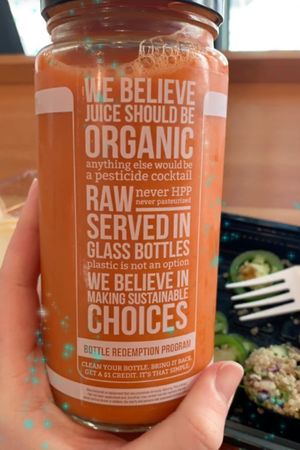 WE BELIEVE
JUICE SHOULD BE
ORGANIC
anything else would be
a pesticide cocktail
RAW never HPP
never pasteurized
SERVED IN
GLASS BOTTLES
plastic is not an option
WE BELIEVE IN
MAKING SUSTAINABLE
CHOICES
BOTTLE REDEMPTION PROGRAM
CLEAN YOUR BOTTLE. BRING IT BACK,
GET A $1 CREDIT. IT'S THAT SIMPLE.